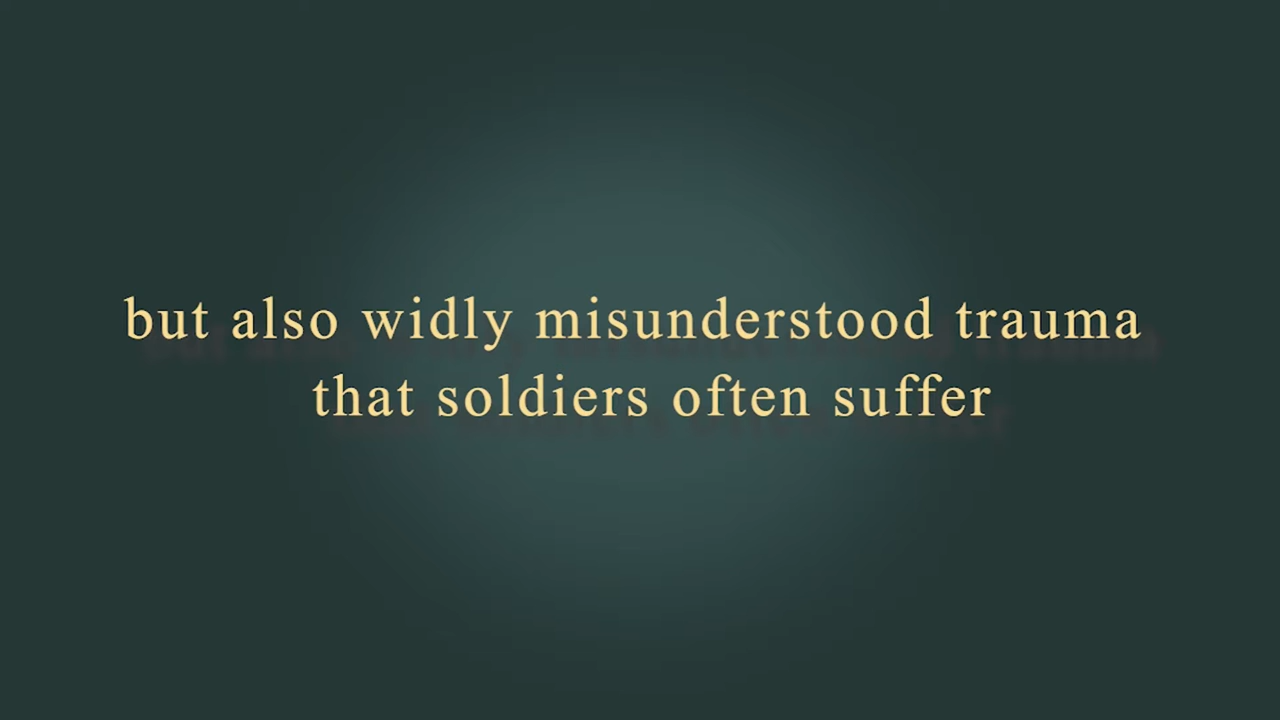 but also widly misunderstood trauma
that soldiers often suffer